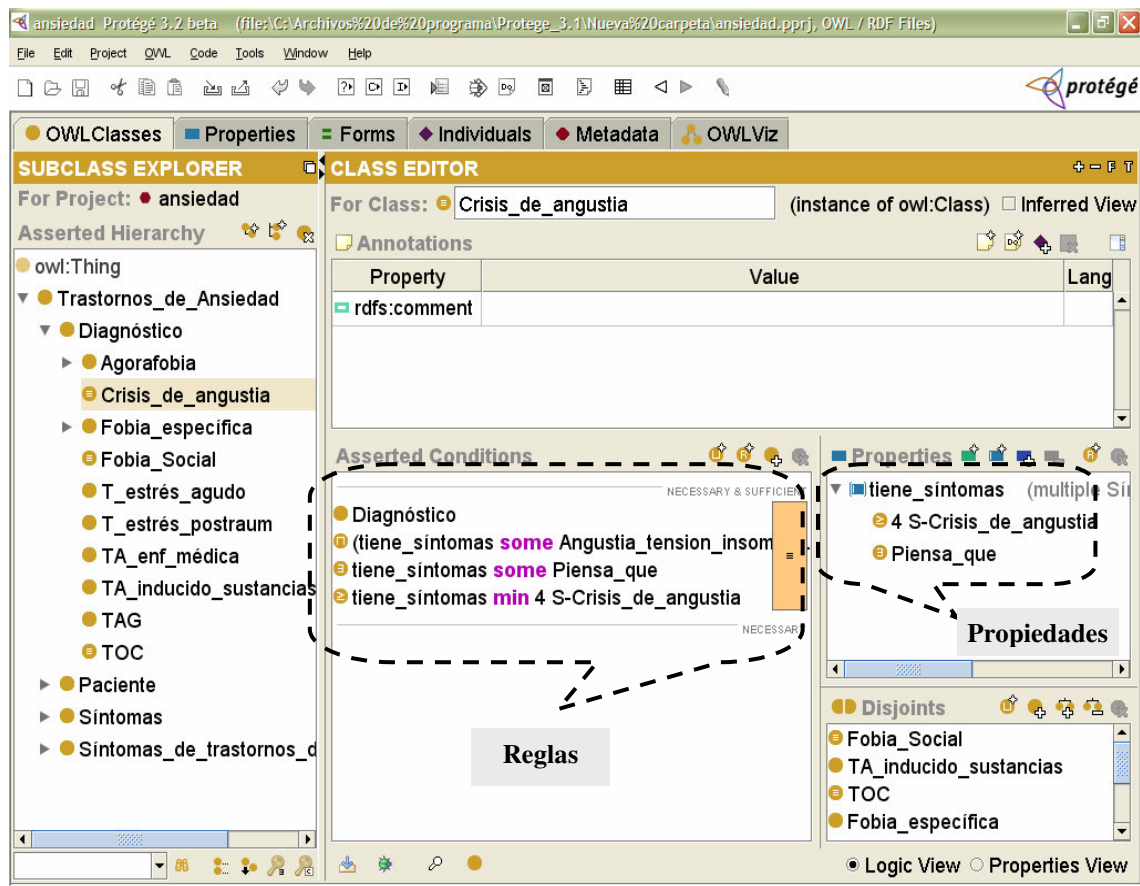 ansiedad Protégé 3.2 beta (file:\C:\Archivos%20de%20programa\Protege_3.1\Nueva%20carpeta\ansiedad.pprj, OWL / RDF Files)
File Edit Project OWL Code Tools Window Help
protégé
OWLClasses Properties Forms Individuals Metadata OWLViz
SUBCLASS EXPLORER
For Project: ansiedad
Asserted Hierarchy
owl:Thing
Trastornos_de_Ansiedad
Diagnóstico
Agorafobia
Crisis_de_angustia
Fobia_específica
Fobia_Social
T_estrés_agudo
T_estrés_postraum
TA_enf_médica
TA_inducido_sustancias
TAG
TOC
Paciente
Síntomas
Síntomas_de_trastornos_d
CLASS EDITOR
For Class: Crisis_de_angustia (instance of owl:Class) Inferred View
Annotations
Property Value Lang
rdfs:comment
Asserted Conditions
NECESSARY & SUFFICIENT
Diagnóstico
(tiene_síntomas some Angustia_tension_insom
tiene_síntomas some Piensa_que
tiene_síntomas min 4 S-Crisis_de_angustia
NECESSARY
Reglas
Properties
tiene_síntomas (multiple Sín
4 S-Crisis_de_angustia
Piensa_que
Propiedades
Disjoints
Fobia_Social
TA_inducido_sustancias
TOC
Fobia_específica
Logic View Properties View